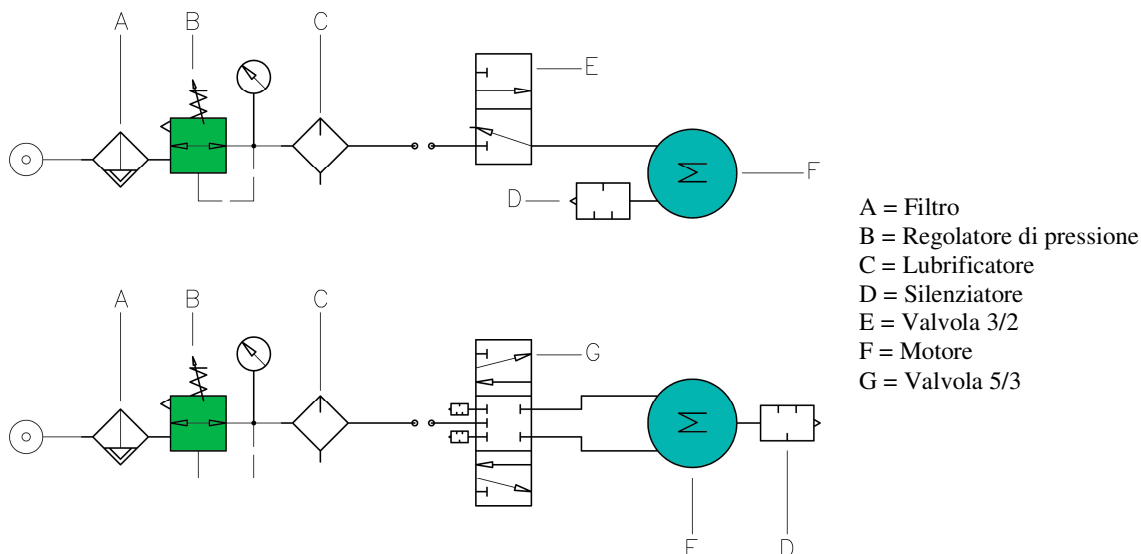 A B C
E
M
F
D
A = Filtro
B = Regolatore di pressione
C = Lubrificatore
D = Silenziatore
E = Valvola 3/2
F = Motore
G = Valvola 5/3
A B C
G
M
F D